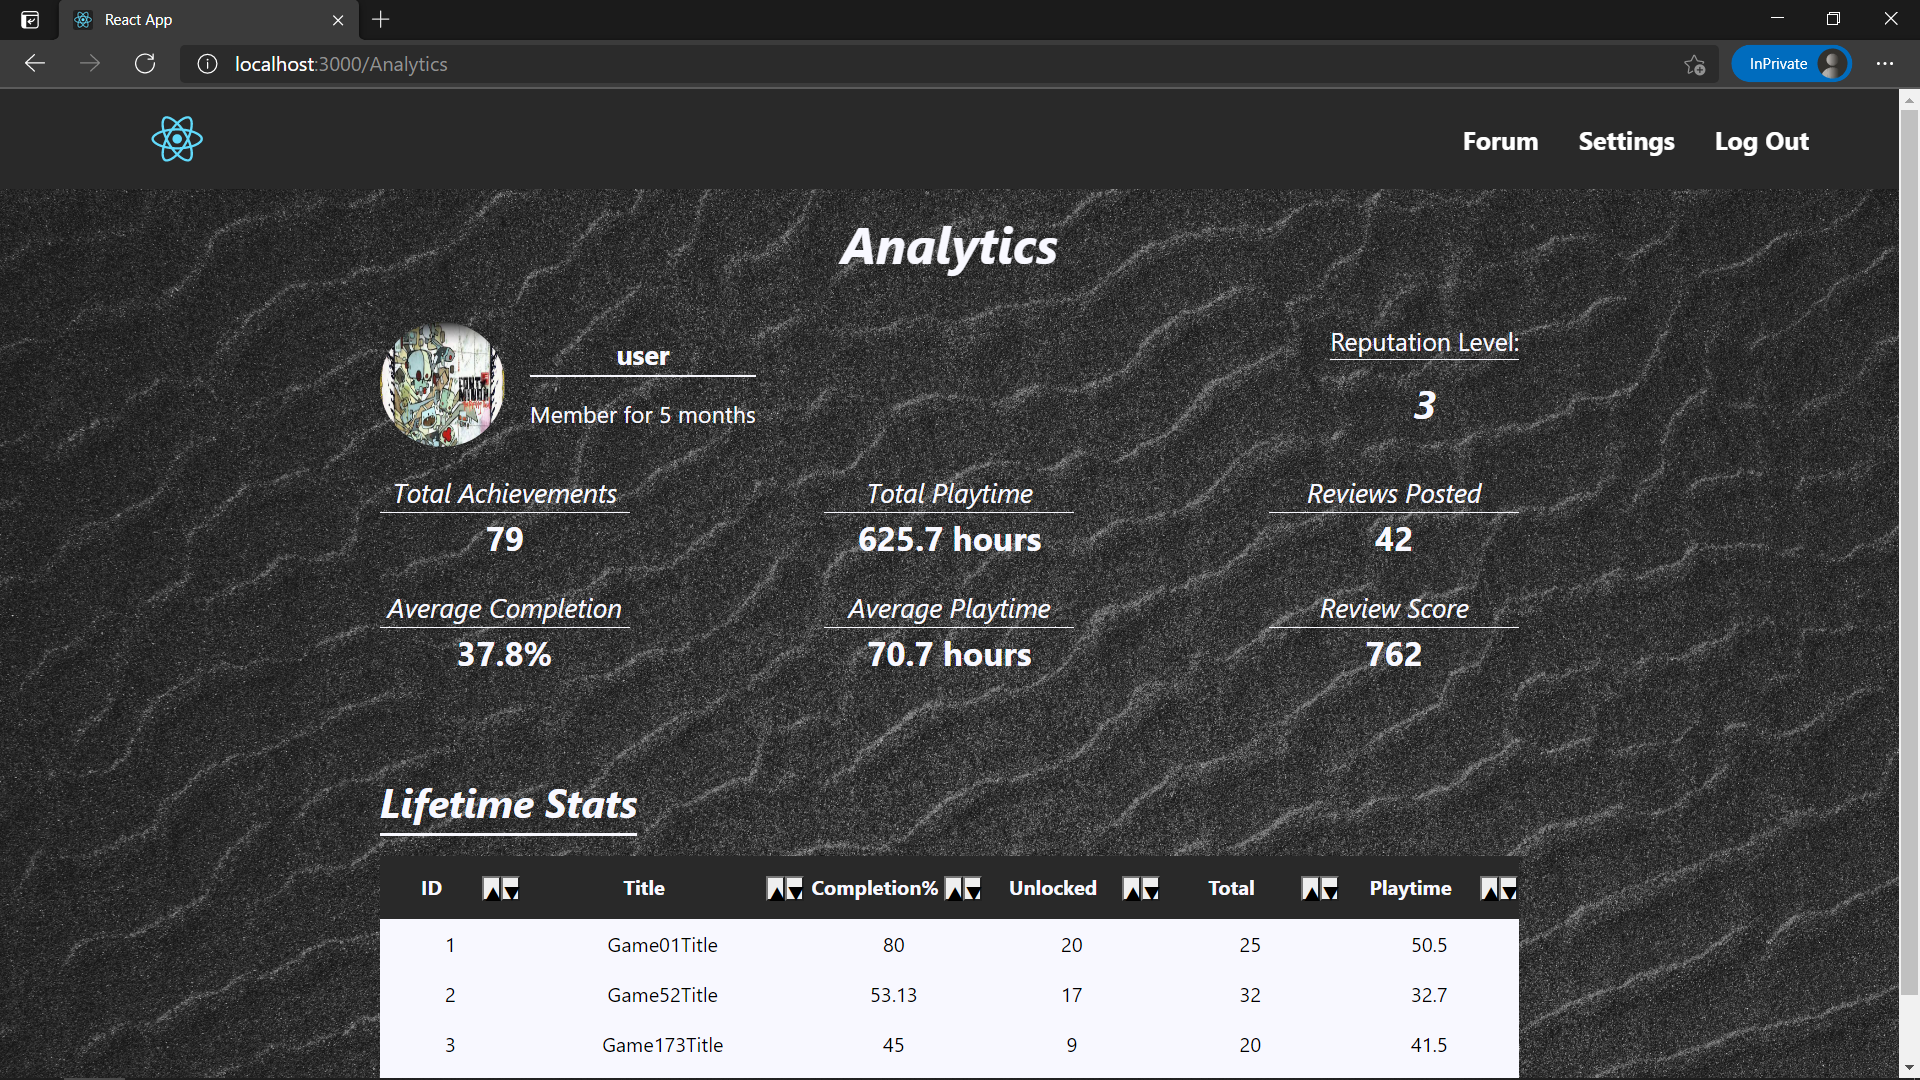 React App
localhost:3000/Analytics
InPrivate
Forum Settings Log Out
Analytics
user
Member for 5 months
Reputation Level:
3
Total Achievements
79
Total Playtime
625.7 hours
Reviews Posted
42
Average Completion
37.8%
Average Playtime
70.7 hours
Review Score
762
Lifetime Stats
ID Title Completion% Unlocked Total Playtime
1 Game01Title 80 20 25 50.5
2 Game52Title 53.13 17 32 32.7
3 Game173Title 45 9 20 41.5